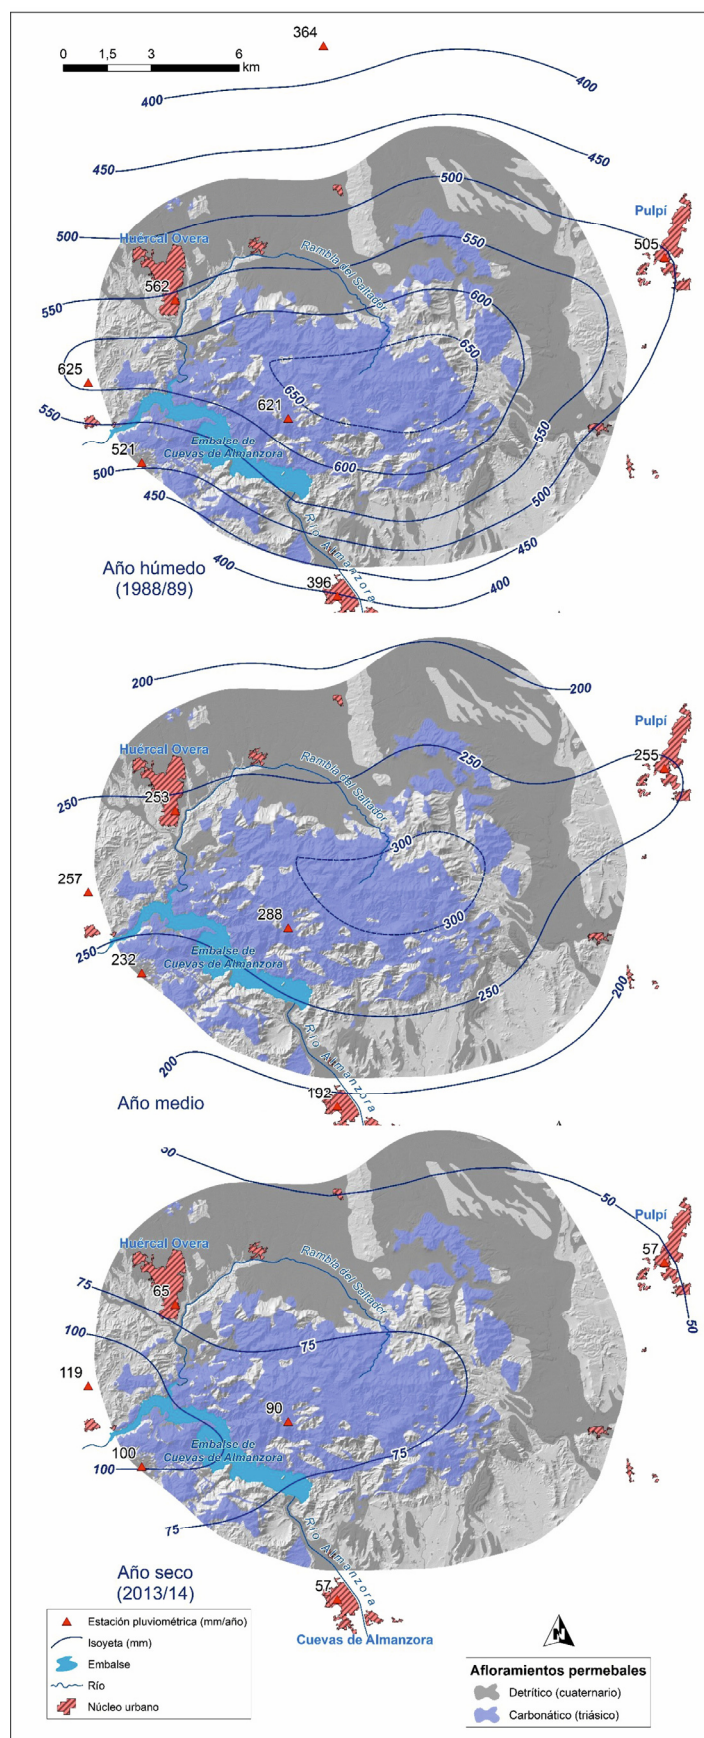 364
0 1,5 3 6
km
400
400
450
450
500
500
Pulpí
Huércal Overa
Rambla del Saltador
550
505
562
550
600
650
625
650
621
550
550
Embalse de
Cuevas de Almanzora
521
600
500
500
450
450
Río Almanzora
Año húmedo
(1988/89)
400
400
396
200
200
Pulpí
Huércal Overa
250
Rambla del Saltador
255
250
253
300
257
288
300
250
Embalse de
Cuevas de Almanzora
232
250
200
Río Almanzora
200
Año medio
192
A
50
50
Pulpí
Huércal Overa
Rambla del Saltador
57
75
65
50
100
75
119
90
Embalse de
Cuevas de Almanzora
100
100
75
75
Río Almanzora
Año seco
(2013/14)
57
Cuevas de Almanzora
Estación pluviométrica (mm/año)
Isoyeta (mm)
Embalse
Río
Núcleo urbano
N
Afloramientos permebales
Detrítico (cuaternario)
Carbonático (triásico)